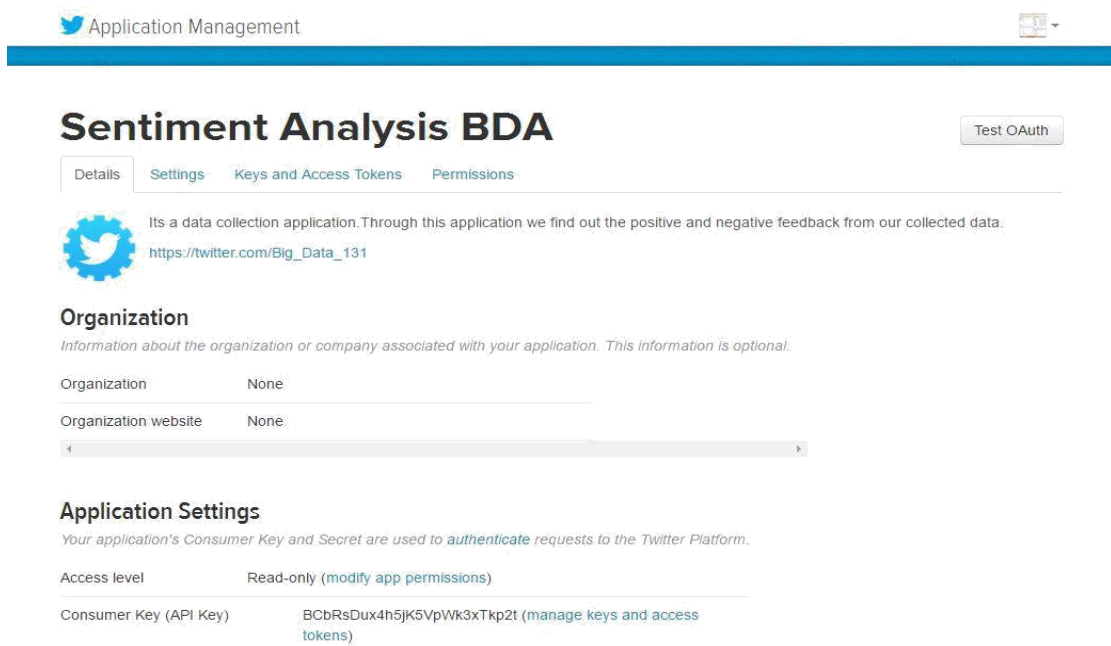 Application Management
Sentiment Analysis BDA
Test OAuth
Details Settings Keys and Access Tokens Permissions
Its a data collection application.Through this application we find out the positive and negative feedback from our collected data.
https://twitter.com/Big_Data_131
Organization
Information about the organization or company associated with your application. This information is optional.
Organization None
Organization website None
Application Settings
Your application's Consumer Key and Secret are used to authenticate requests to the Twitter Platform.
Access level Read-only (modify app permissions)
Consumer Key (API Key) BCbRsDux4h5jK5VpWk3xTkp2t (manage keys and access
tokens)